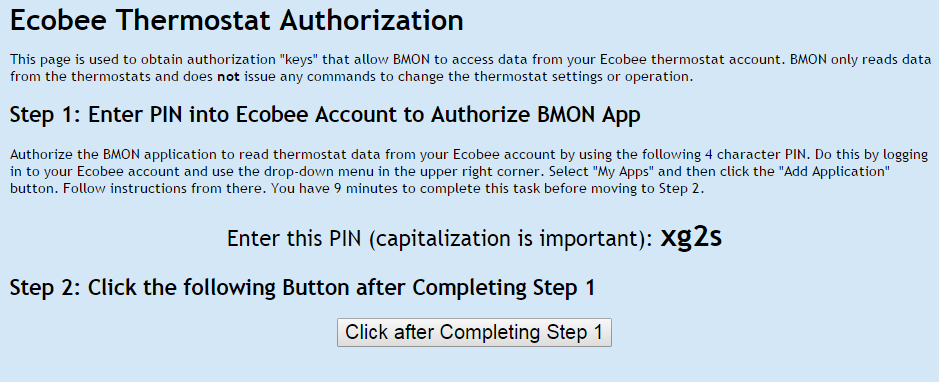 Ecobee Thermostat Authorization
This page is used to obtain authorization "keys" that allow BMON to access data from your Ecobee thermostat account. BMON only reads data
from the thermostats and does not issue any commands to change the thermostat settings or operation.
Step 1: Enter PIN into Ecobee Account to Authorize BMON App
Authorize the BMON application to read thermostat data from your Ecobee account by using the following 4 character PIN. Do this by logging
in to your Ecobee account and use the drop-down menu in the upper right corner. Select "My Apps" and then click the "Add Application"
button. Follow instructions from there. You have 9 minutes to complete this task before moving to Step 2.
Enter this PIN (capitalization is important): xg2s
Step 2: Click the following Button after Completing Step 1
Click after Completing Step 1